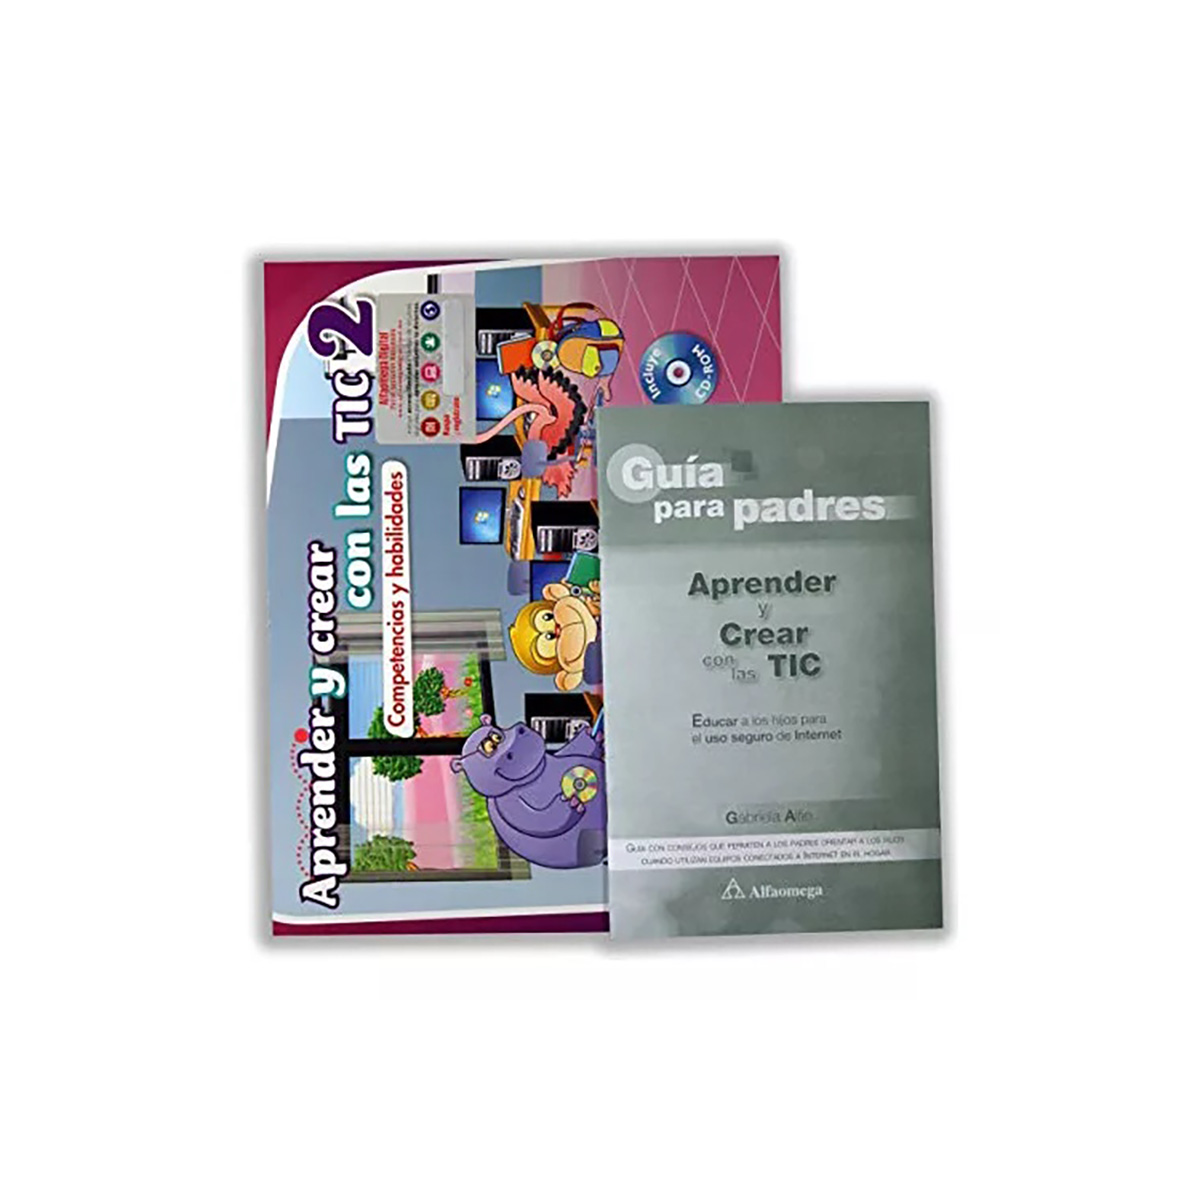 Aprender y crear
con las TIC 2
Competencias y habilidades
Alfaomega Digital
Incluye
CD-ROM
Guía
para padres
Aprender
y
Crear
con
las TIC
Educar a los hijos para
el uso seguro de Internet
Gabriela
Guía con consejos que permiten a los padres orientar a los hijos
cuando utilizan equipos conectados a Internet en el hogar
Alfaomega